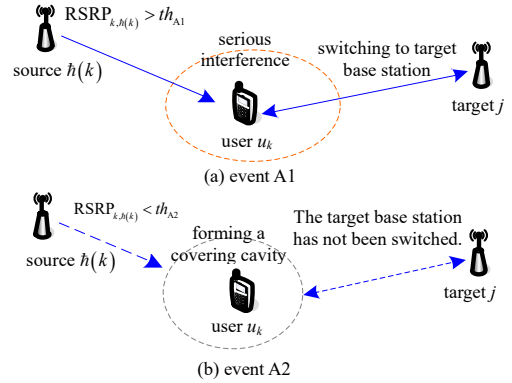 RSRP_{k,ℏ(k)} > th_{A1}
serious
interference
switching to target
base station
source ℏ(k)
target j
user u_k
(a) event A1
RSRP_{k,ℏ(k)} < th_{A2}
forming a
covering cavity
The target base station
has not been switched.
source ℏ(k)
target j
user u_k
(b) event A2